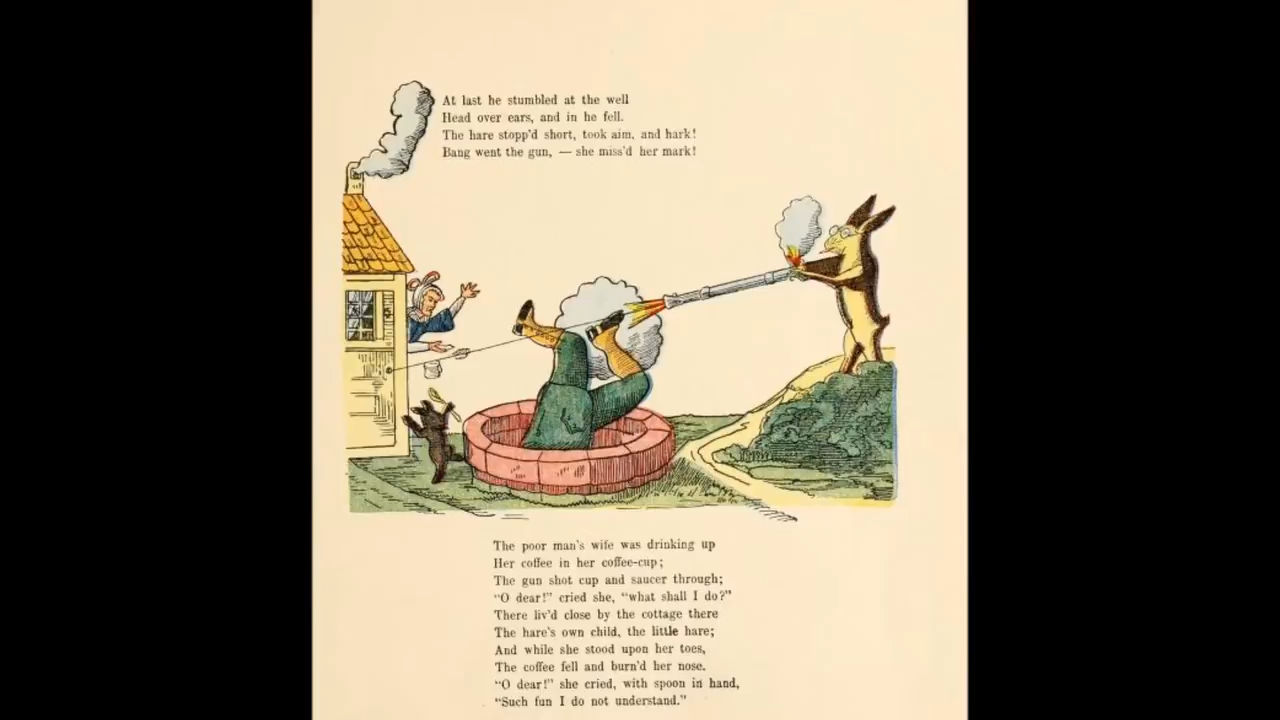 At last he stumbled at the well
Head over ears, and in he fell.
The hare stopp'd short, took aim, and hark!
Bang went the gun, — she miss'd her mark!
The poor man's wife was drinking up
Her coffee in her coffee-cup;
The gun shot cup and saucer through;
“O dear!” cried she, “what shall I do?”
There liv'd close by the cottage there
The hare's own child, the little hare;
And while she stood upon her toes,
The coffee fell and burn'd her nose.
“O dear!” she cried, with spoon in hand,
“Such fun I do not understand.”